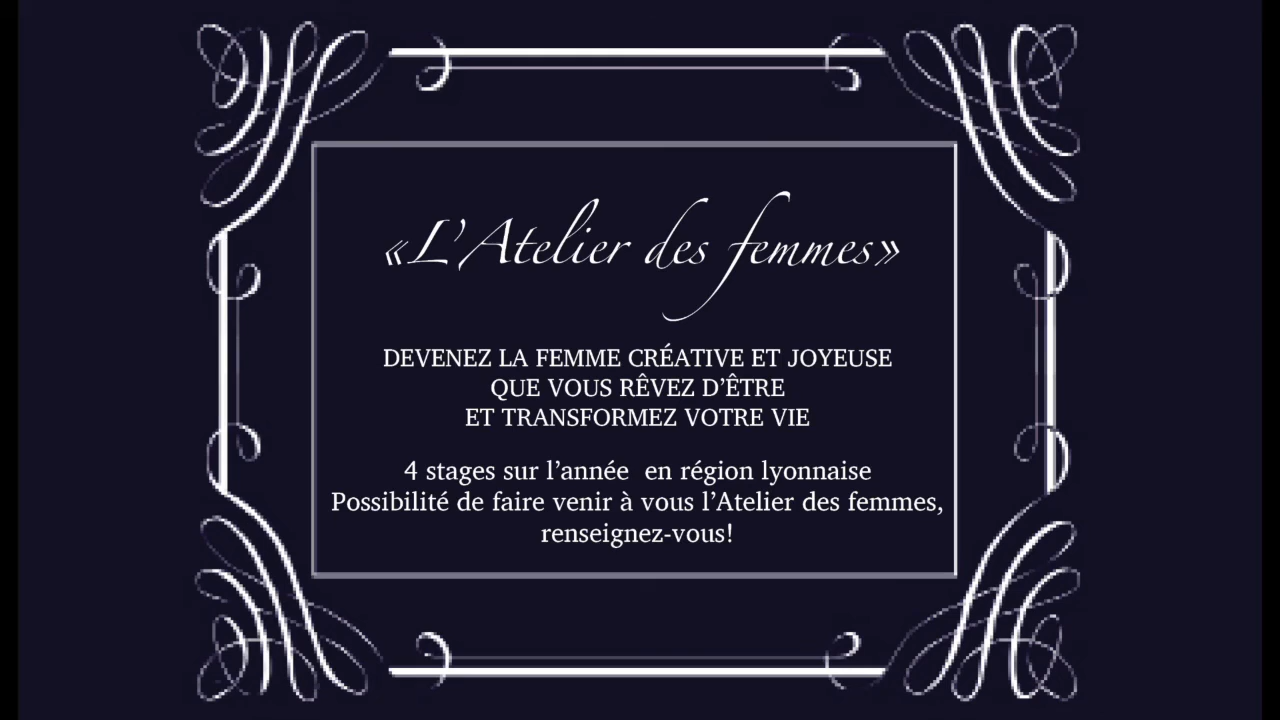 «L’Atelier des femmes»
DEVENEZ LA FEMME CRÉATIVE ET JOYEUSE
QUE VOUS RÊVEZ D’ÊTRE
ET TRANSFORMEZ VOTRE VIE
4 stages sur l’année  en région lyonnaise
Possibilité de faire venir à vous l’Atelier des femmes,
renseignez-vous!